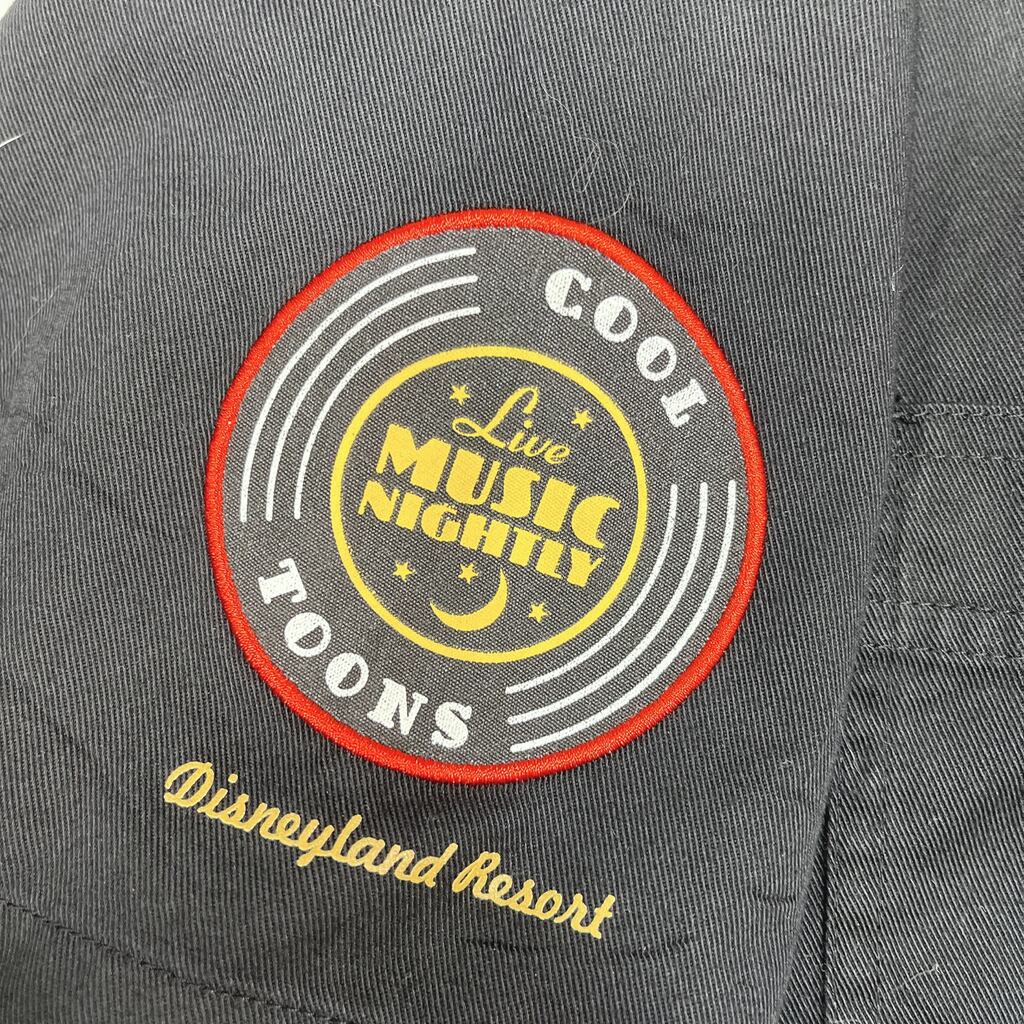 COOL
Live
MUSIC
NIGHTLY
TOONS
Disneyland Resort